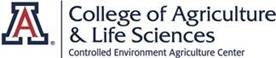 A
College of Agriculture
& Life Sciences
Controlled Environment Agriculture Center